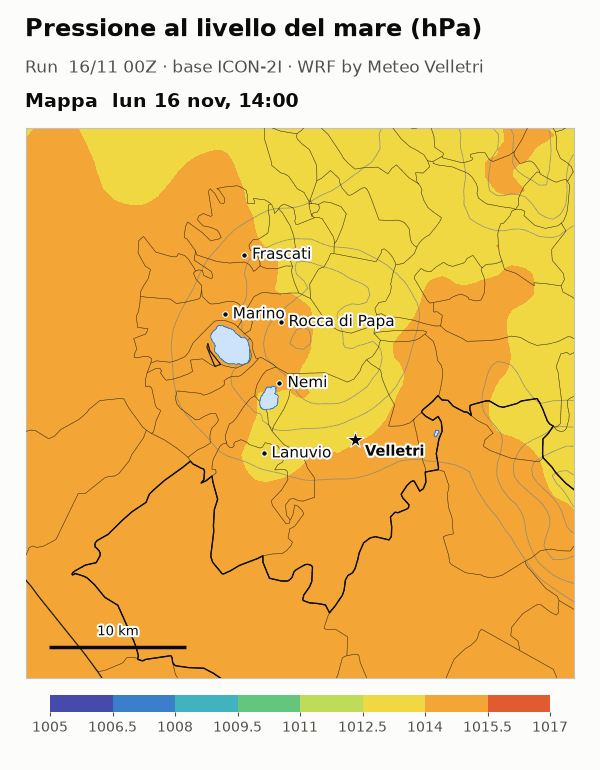 Pressione al livello del mare (hPa)
Run  16/11 00Z · base ICON-2I · WRF by Meteo Velletri
Mappa  lun 16 nov, 14:00
Frascati
Marino
Rocca di Papa
Nemi
Velletri
Lanuvio
10 km
1005 1006.5 1008 1009.5 1011 1012.5 1014 1015.5 1017